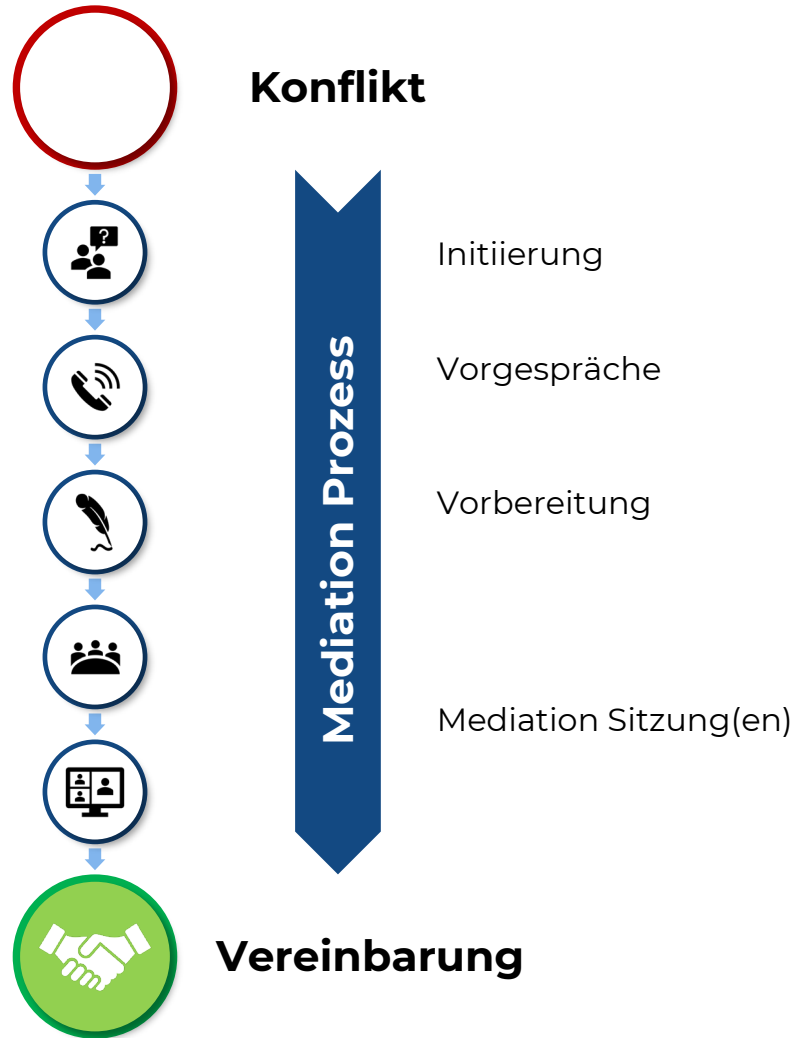 Konflikt
?
Initiierung
Vorgespräche
Mediation Prozess
Vorbereitung
Mediation Sitzung(en)
Vereinbarung